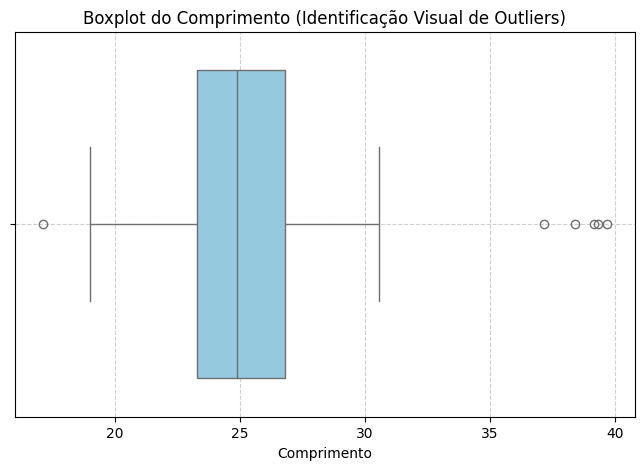 Boxplot do Comprimento (Identificação Visual de Outliers)
20 25 30 35 40
Comprimento